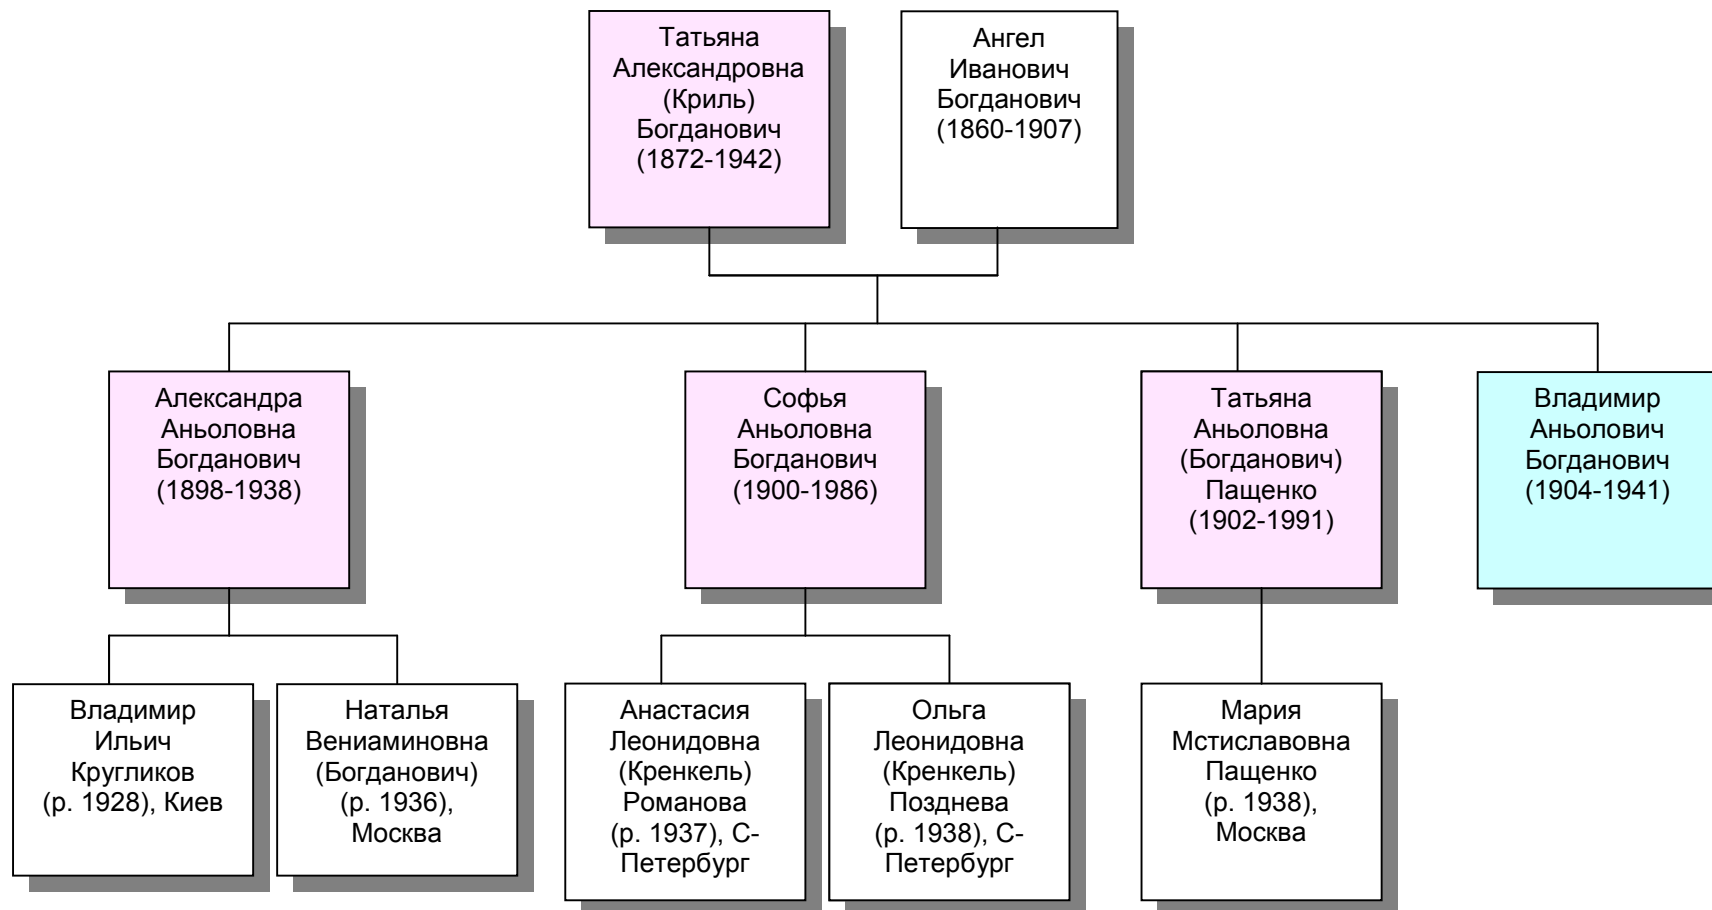 Татьяна
Александровна
(Криль)
Богданович
(1872-1942)
Ангел
Иванович
Богданович
(1860-1907)
Александра
Аньоловна
Богданович
(1898-1938)
Софья
Аньоловна
Богданович
(1900-1986)
Татьяна
Аньоловна
(Богданович)
Пащенко
(1902-1991)
Владимир
Аньолович
Богданович
(1904-1941)
Владимир
Ильич
Кругликов
(р. 1928), Киев
Наталья
Вениаминовна
(Богданович)
(р. 1936),
Москва
Анастасия
Леонидовна
(Кренкель)
Романова
(р. 1937), С-
Петербург
Ольга
Леонидовна
(Кренкель)
Позднева
(р. 1938), С-
Петербург
Мария
Мстиславовна
Пащенко
(р. 1938),
Москва